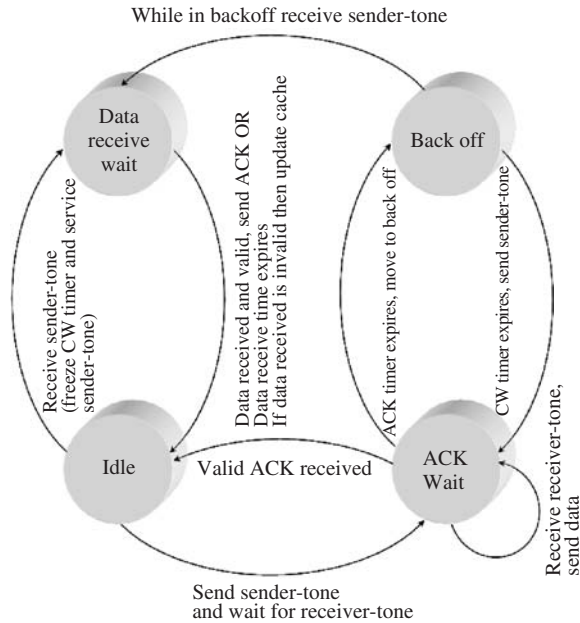 While in backoff receive sender-tone
Data
receive
wait
Back off
Receive sender-tone
(freeze CW timer and service
sender-tone)
Data received and valid, send ACK OR
Data receive time expires
If data received is invalid then update cache
ACK timer expires, move to back off
CW timer expires, send sender-tone
Idle
Valid ACK received
ACK
Wait
Receive receiver-tone,
send data
Send sender-tone
and wait for receiver-tone